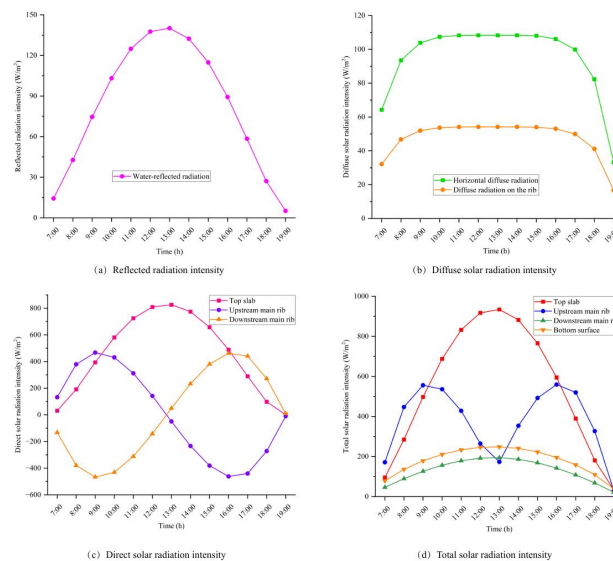 150
120
90
60
30
0
Reflected radiation intensity (W/m²)
Water-reflected radiation
7:00 8:00 9:00 10:00 11:00 12:00 13:00 14:00 15:00 16:00 17:00 18:00 19:00
Time (h)
(a) Reflected radiation intensity
120
100
80
60
40
20
0
Diffuse solar radiation intensity (W/m²)
Horizontal diffuse radiation
Diffuse radiation on the rib
7:00 8:00 9:00 10:00 11:00 12:00 13:00 14:00 15:00 16:00 17:00 18:00 19:00
Time (h)
(b) Diffuse solar radiation intensity
800
600
400
200
0
-200
-400
-600
Direct solar radiation intensity (W/m²)
Top slab
Upstream main rib
Downstream main rib
7:00 8:00 9:00 10:00 11:00 12:00 13:00 14:00 15:00 16:00 17:00 18:00 19:00
Time (h)
(c) Direct solar radiation intensity
1000
800
600
400
200
0
Total solar radiation intensity (W/m²)
Top slab
Upstream main rib
Downstream main r
Bottom surface
7:00 8:00 9:00 10:00 11:00 12:00 13:00 14:00 15:00 16:00 17:00 18:00 19:00
Time (h)
(d) Total solar radiation intensity